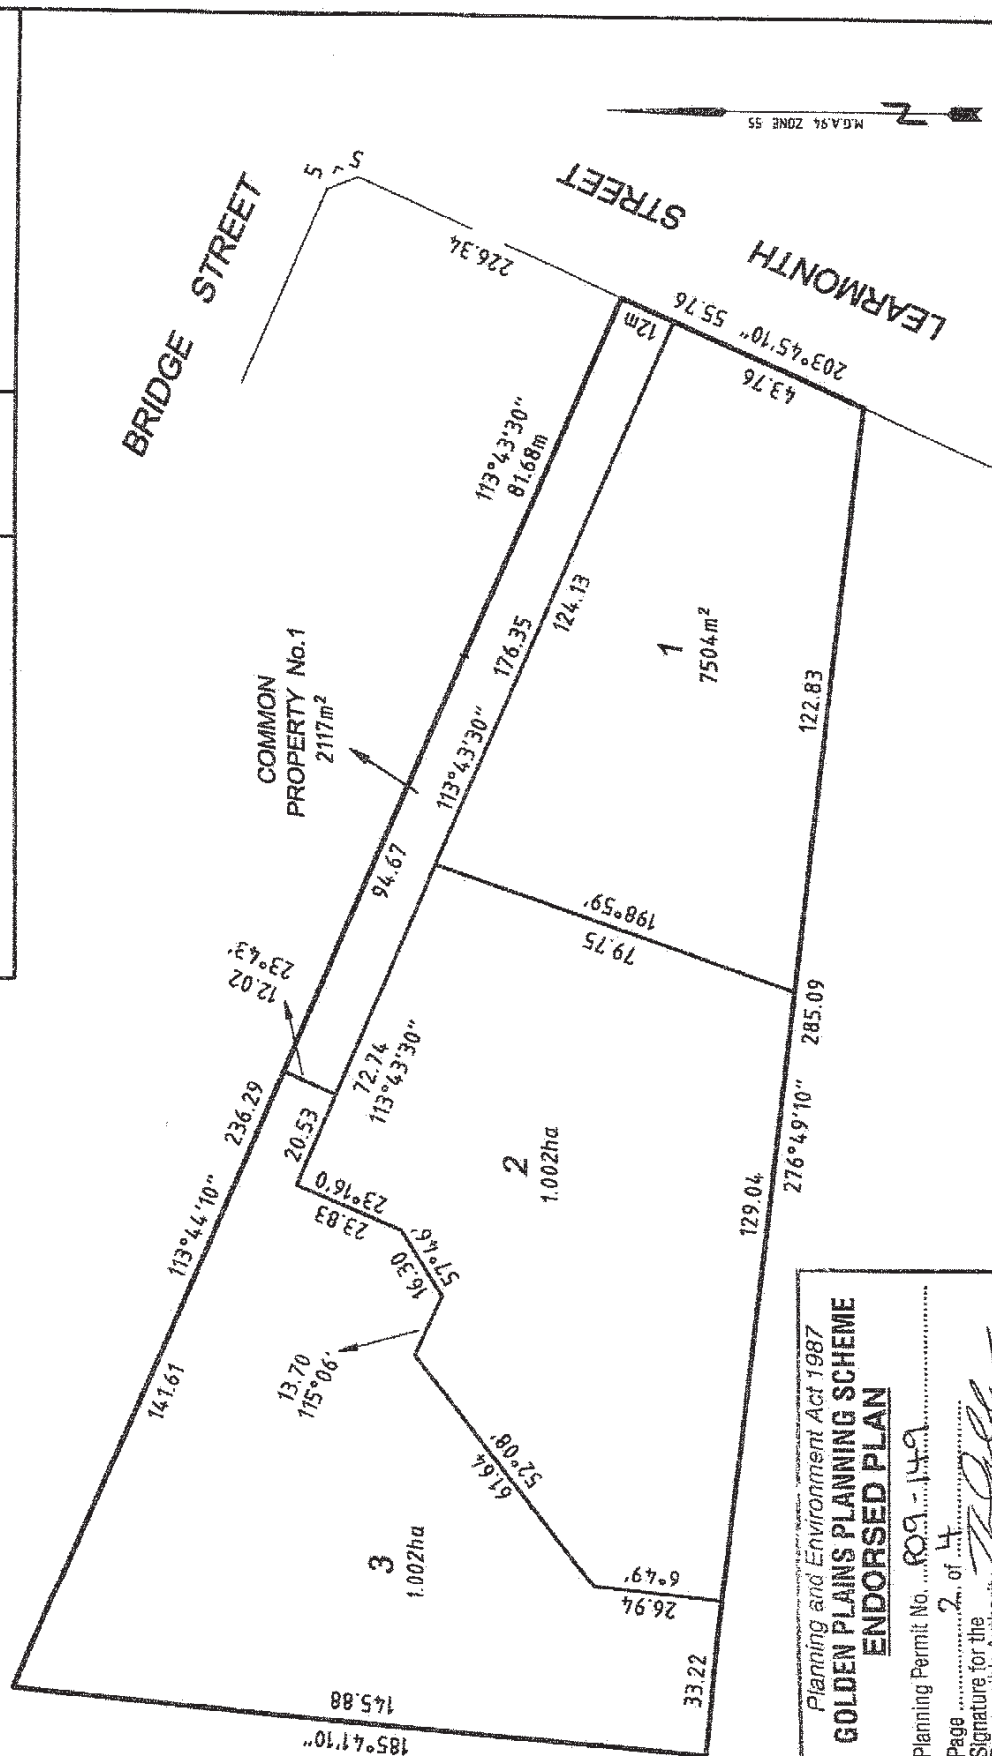 BRIDGE STREET
5
5
226.34
M.G.A.94 ZONE 55
N
LEARMONTH STREET
12m
55.76
203°45'10"
43.76
113°43'30"
81.68m
COMMON
PROPERTY No.1
2117m²
124.13
176.35
113°43'30"
94.67
1
7504m²
122.83
198°59'
79.75
12.02
23°43'
236.29
113°44'10"
141.61
72.74
113°43'30"
20.53
23°16'0
23.83
16.30
57°46'
13.70
115°06'
61.64
52°08'
2
1.002ha
285.09
276°49'10"
129.04
3
1.002ha
6°49'
26.94
33.22
145.88
185°41'10"
Planning and Environment Act 1987
GOLDEN PLAINS PLANNING SCHEME
ENDORSED PLAN
Planning Permit No. P09-149
Page 2 of 4
Signature for the